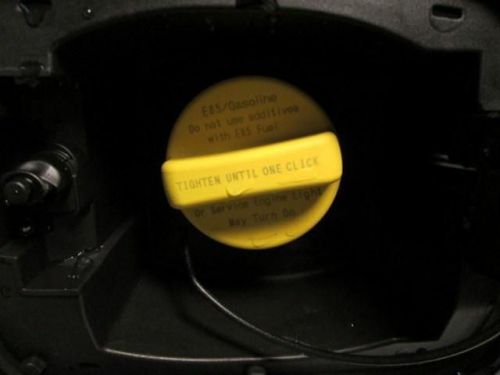 E85/Gasoline
Do not use additives
with E85 Fuel
TIGHTEN UNTIL ONE CLICK
Or Service Engine Light
May Turn On